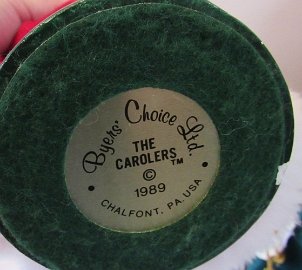 Byers' Choice Ltd.
THE
CAROLERS™
©
1989
• CHALFONT, PA. USA •